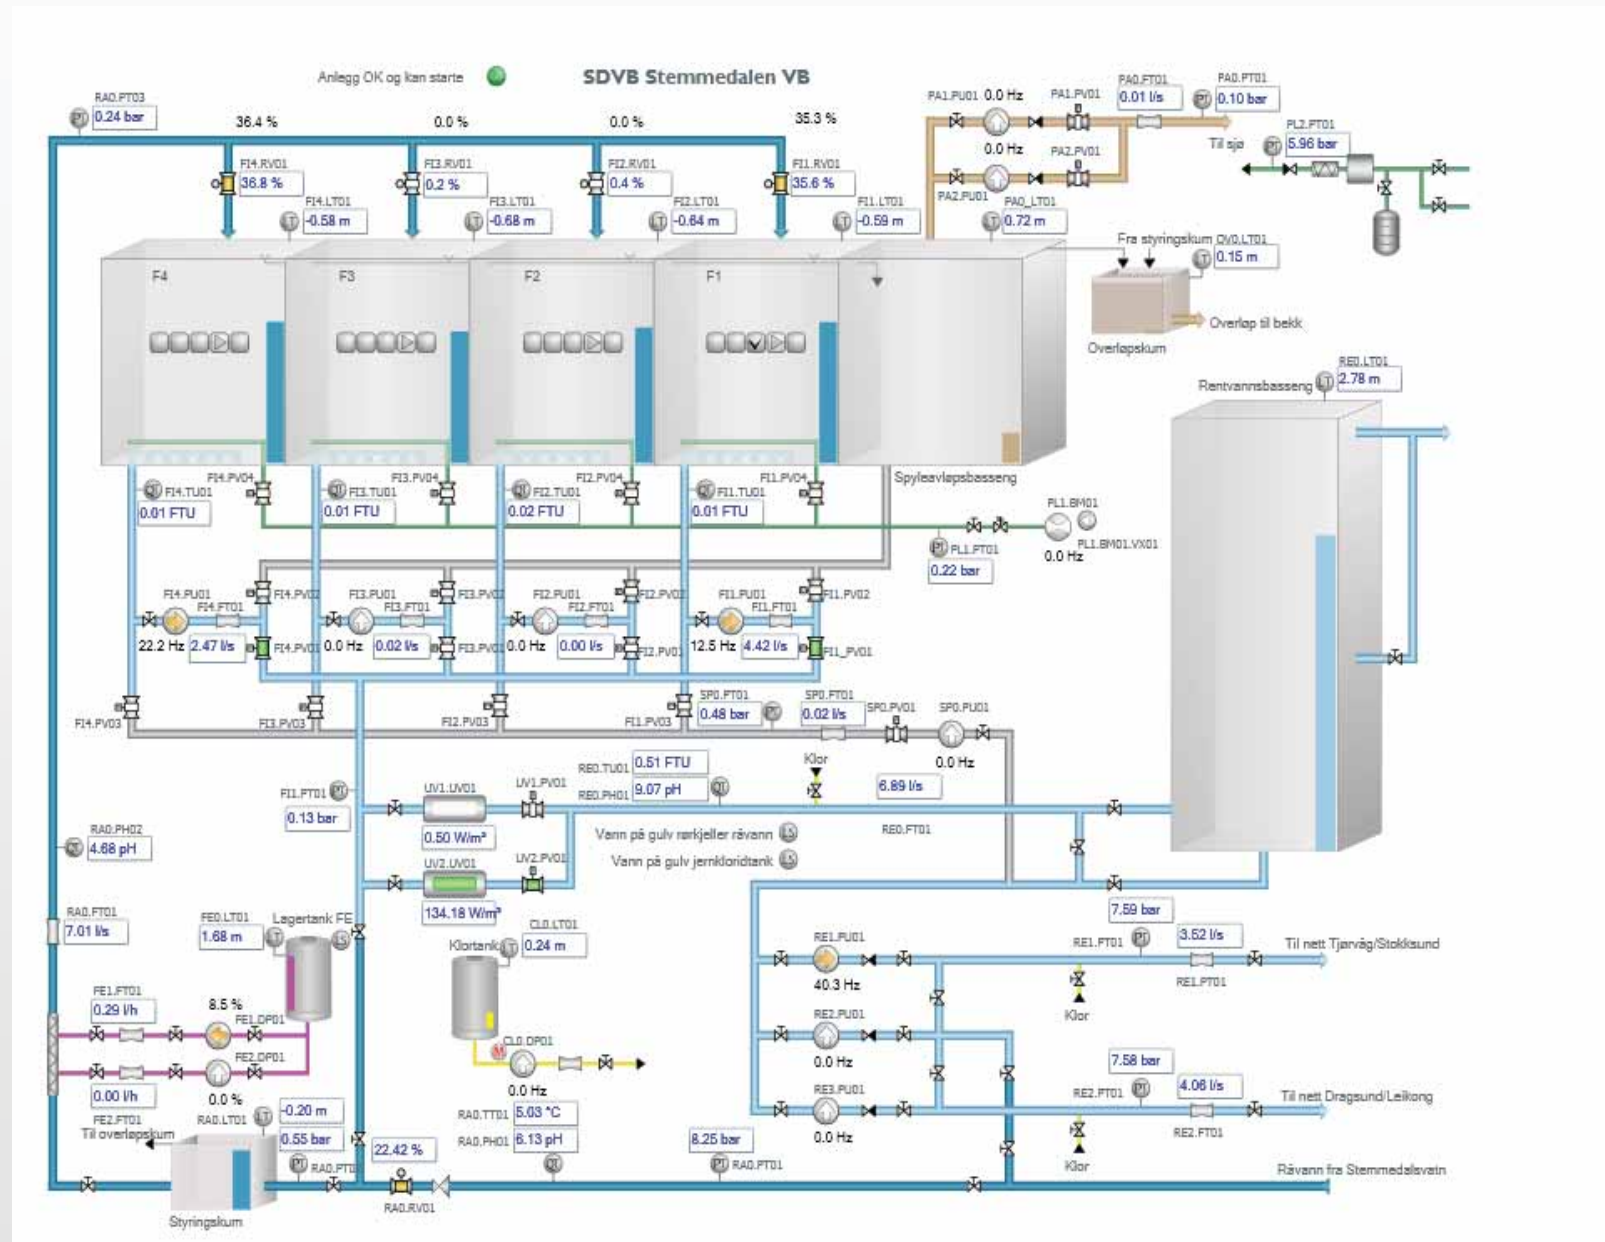 Anlegg OK og kan starte
SDVB Stemmedalen VB
RA0.PT03
0.24 bar
36.4 %
0.0 %
0.0 %
35.3 %
PA1.PU01
0.0 Hz
PA1.PV01
PA0.FT01
0.01 l/s
PA0.PT01
0.10 bar
0.0 Hz
PA2.PV01
PA2.PU01
Til sjø
PL2.PT01
5.96 bar
FI4.RV01
36.8 %
FI3.RV01
0.2 %
FI2.RV01
0.4 %
FI1.RV01
35.6 %
FI4.LT01
-0.58 m
FI3.LT01
-0.68 m
FI2.LT01
-0.64 m
FI1.LT01
-0.59 m
PA0_LT01
0.72 m
Fra styringskum
OV0.LT01
0.15 m
Overløp til bekk
Overløpskum
F4
F3
F2
F1
Rentvannsbasseng
RE0.LT01
2.78 m
Spyleavløpsbasseng
FI4.PV04
FI3.PV04
FI2.PV04
FI1.PV04
FI4.TU01
0.01 FTU
FI3.TU01
0.01 FTU
FI2.TU01
0.02 FTU
FI1.TU01
0.01 FTU
PL1.BM01
PL1.BM01.VX01
0.0 Hz
PL1.PT01
0.22 bar
FI4.PU01
FI4.FT01
FI4.PV02
FI3.PU01
FI3.FT01
FI3.PV02
FI2.PU01
FI2.FT01
FI2.PV02
FI1.PU01
FI1.FT01
FI1.PV02
22.2 Hz
2.47 l/s
FI4.PV01
0.0 Hz
0.02 l/s
FI3.PV01
0.0 Hz
0.00 l/s
FI2.PV01
12.5 Hz
4.42 l/s
FI1_PV01
FI4.PV03
FI3.PV03
FI2.PV03
FI1.PV03
SP0.PT01
0.48 bar
SP0.FT01
0.02 l/s
SP0.PV01
SP0.PU01
0.0 Hz
FI1.PT01
0.13 bar
UV1.UV01
0.50 W/m²
UV1.PV01
RE0.TU01
0.51 FTU
RE0.PH01
9.07 pH
Klor
6.89 l/s
RE0.FT01
Vann på gulv rørkjeller råvann
LS
Vann på gulv jernkloridtank
LS
UV2.UV01
134.18 W/m²
UV2.PV01
RA0.PH02
4.68 pH
RA0.FT01
7.01 l/s
FE0.LT01
1.68 m
Lagertank FE
LS
Klortank
CL0.LT01
0.24 m
FE1.FT01
0.29 l/h
8.5 %
FE1.DP01
FE2.DP01
0.00 l/h
FE2.FT01
0.0 %
CL0.DP01
0.0 Hz
RE1.PU01
40.3 Hz
RE2.PU01
0.0 Hz
RE3.PU01
0.0 Hz
7.59 bar
RE1.PT01
3.52 l/s
RE1.PT01
Til nett Tjørvåg/Stokksund
Klor
7.58 bar
RE2.PT01
4.06 l/s
RE2.FT01
Til nett Dragsund/Leikong
Klor
Til overløpskum
RA0.LT01
-0.20 m
0.55 bar
Styringskum
22.42 %
RA0.RV01
RA0.TT01
5.03 °C
RA0.PH01
6.13 pH
8.25 bar
RA0.PT01
Råvann fra Stemmedalsvatn